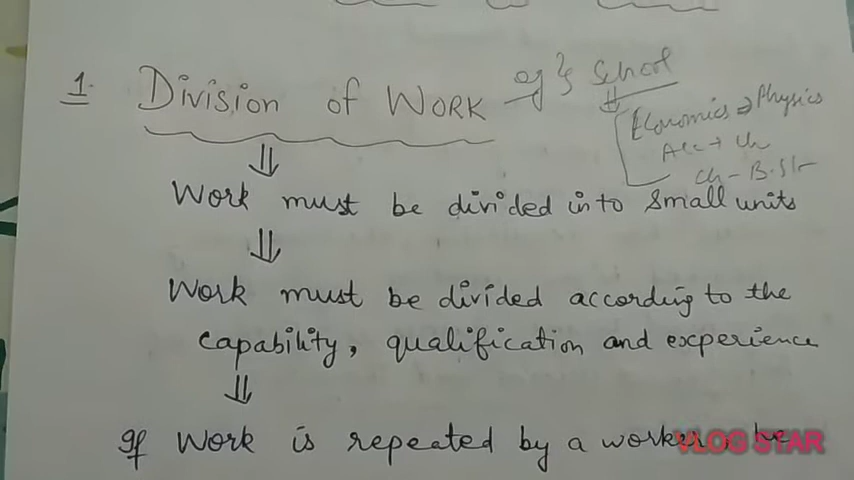 1. Division of Work eg: School
Economics → Physics
Acc → Ch
Ch - B.St
Work must be divided into small units
Work must be divided according to the
capability, qualification and experience
If Work is repeated by a worker, he
VLOG STAR